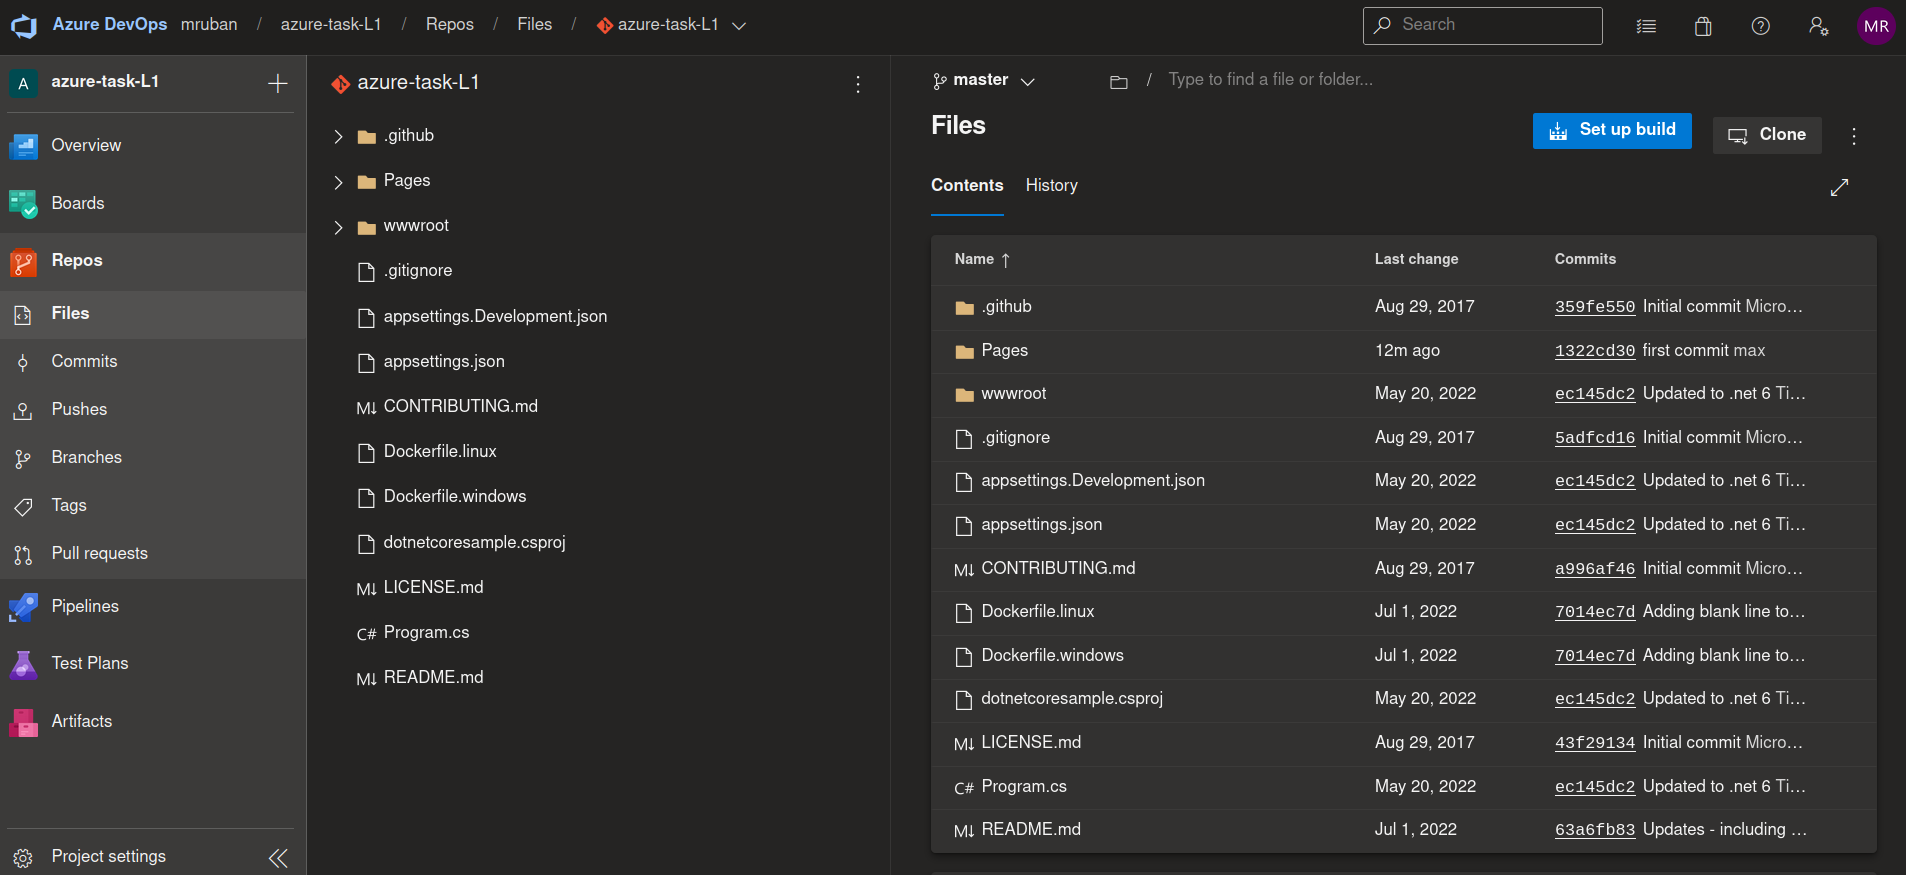 Azure DevOps mruban / azure-task-L1 / Repos / Files / azure-task-L1
Search
MR
A azure-task-L1
Overview
Boards
Repos
Files
Commits
Pushes
Branches
Tags
Pull requests
Pipelines
Test Plans
Artifacts
Project settings
azure-task-L1
.github
Pages
wwwroot
.gitignore
appsettings.Development.json
appsettings.json
M↓ CONTRIBUTING.md
Dockerfile.linux
Dockerfile.windows
dotnetcoresample.csproj
M↓ LICENSE.md
C# Program.cs
M↓ README.md
master / Type to find a file or folder...
Files
Set up build
Clone
Contents History
Name ↑ Last change Commits
.github Aug 29, 2017 359fe550 Initial commit Micro...
Pages 12m ago 1322cd30 first commit max
wwwroot May 20, 2022 ec145dc2 Updated to .net 6 Ti...
.gitignore Aug 29, 2017 5adfcd16 Initial commit Micro...
appsettings.Development.json May 20, 2022 ec145dc2 Updated to .net 6 Ti...
appsettings.json May 20, 2022 ec145dc2 Updated to .net 6 Ti...
M↓ CONTRIBUTING.md Aug 29, 2017 a996af46 Initial commit Micro...
Dockerfile.linux Jul 1, 2022 7014ec7d Adding blank line to...
Dockerfile.windows Jul 1, 2022 7014ec7d Adding blank line to...
dotnetcoresample.csproj May 20, 2022 ec145dc2 Updated to .net 6 Ti...
M↓ LICENSE.md Aug 29, 2017 43f29134 Initial commit Micro...
C# Program.cs May 20, 2022 ec145dc2 Updated to .net 6 Ti...
M↓ README.md Jul 1, 2022 63a6fb83 Updates - including ...